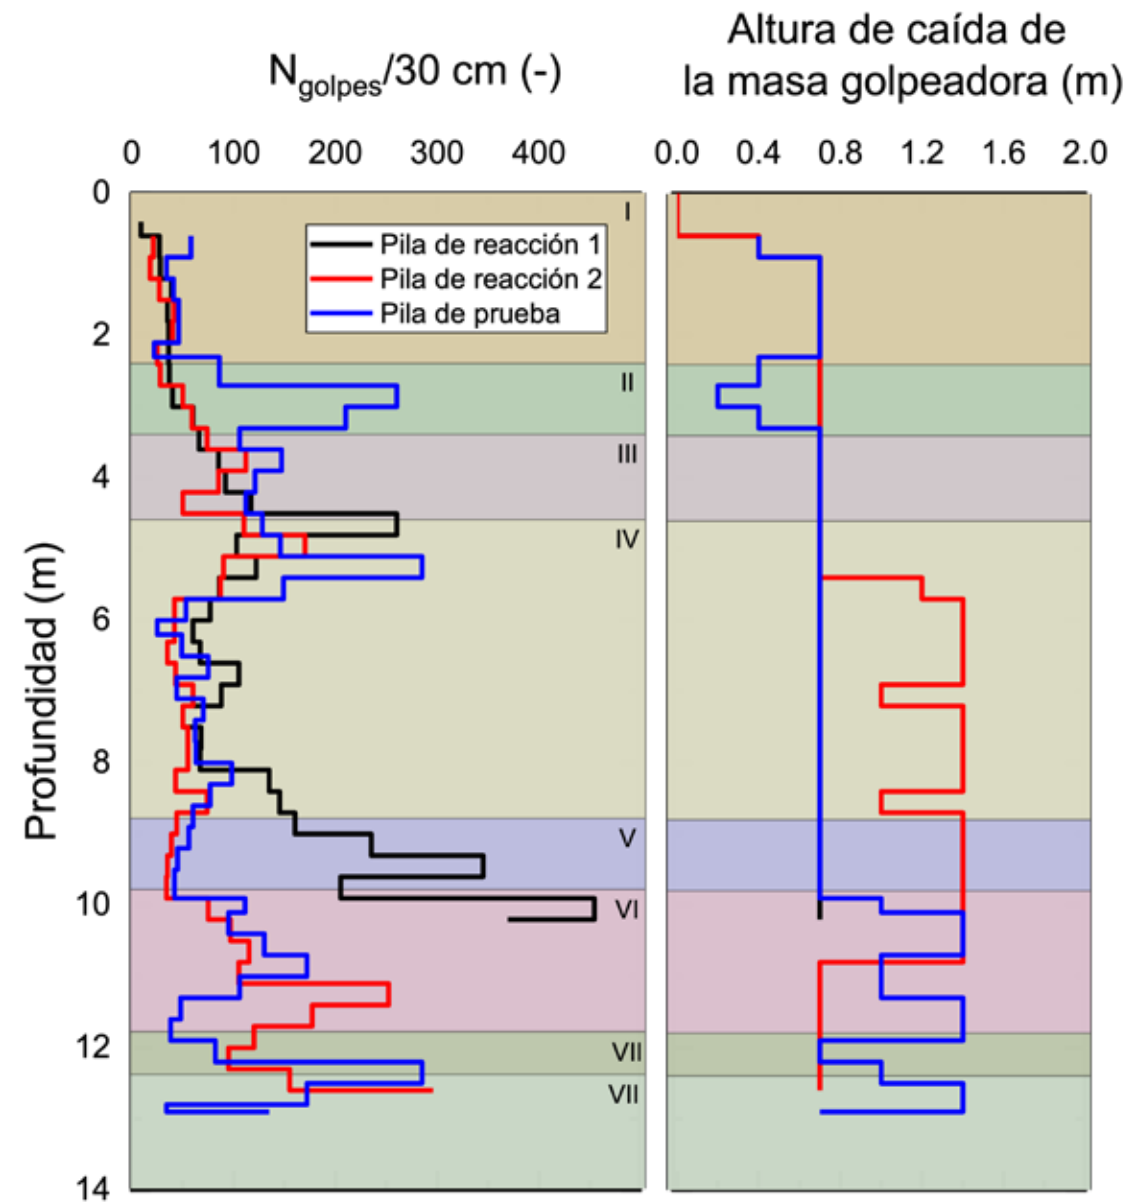 N_golpes/30 cm (-)
Altura de caída de
la masa golpeadora (m)
0 100 200 300 400
0.0 0.4 0.8 1.2 1.6 2.0
Profundidad (m)
0
2
4
6
8
10
12
14
Pila de reacción 1
Pila de reacción 2
Pila de prueba
I
II
III
IV
V
VI
VII
VII